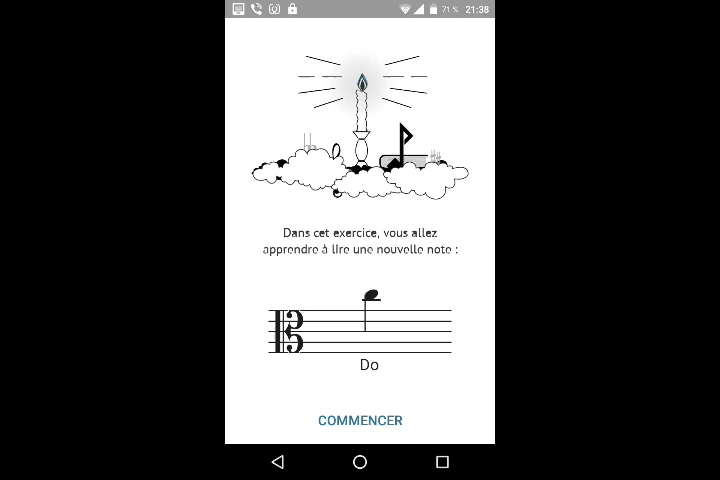 71 % 21:38
Dans cet exercice, vous allez
apprendre à lire une nouvelle note :
Do
COMMENCER